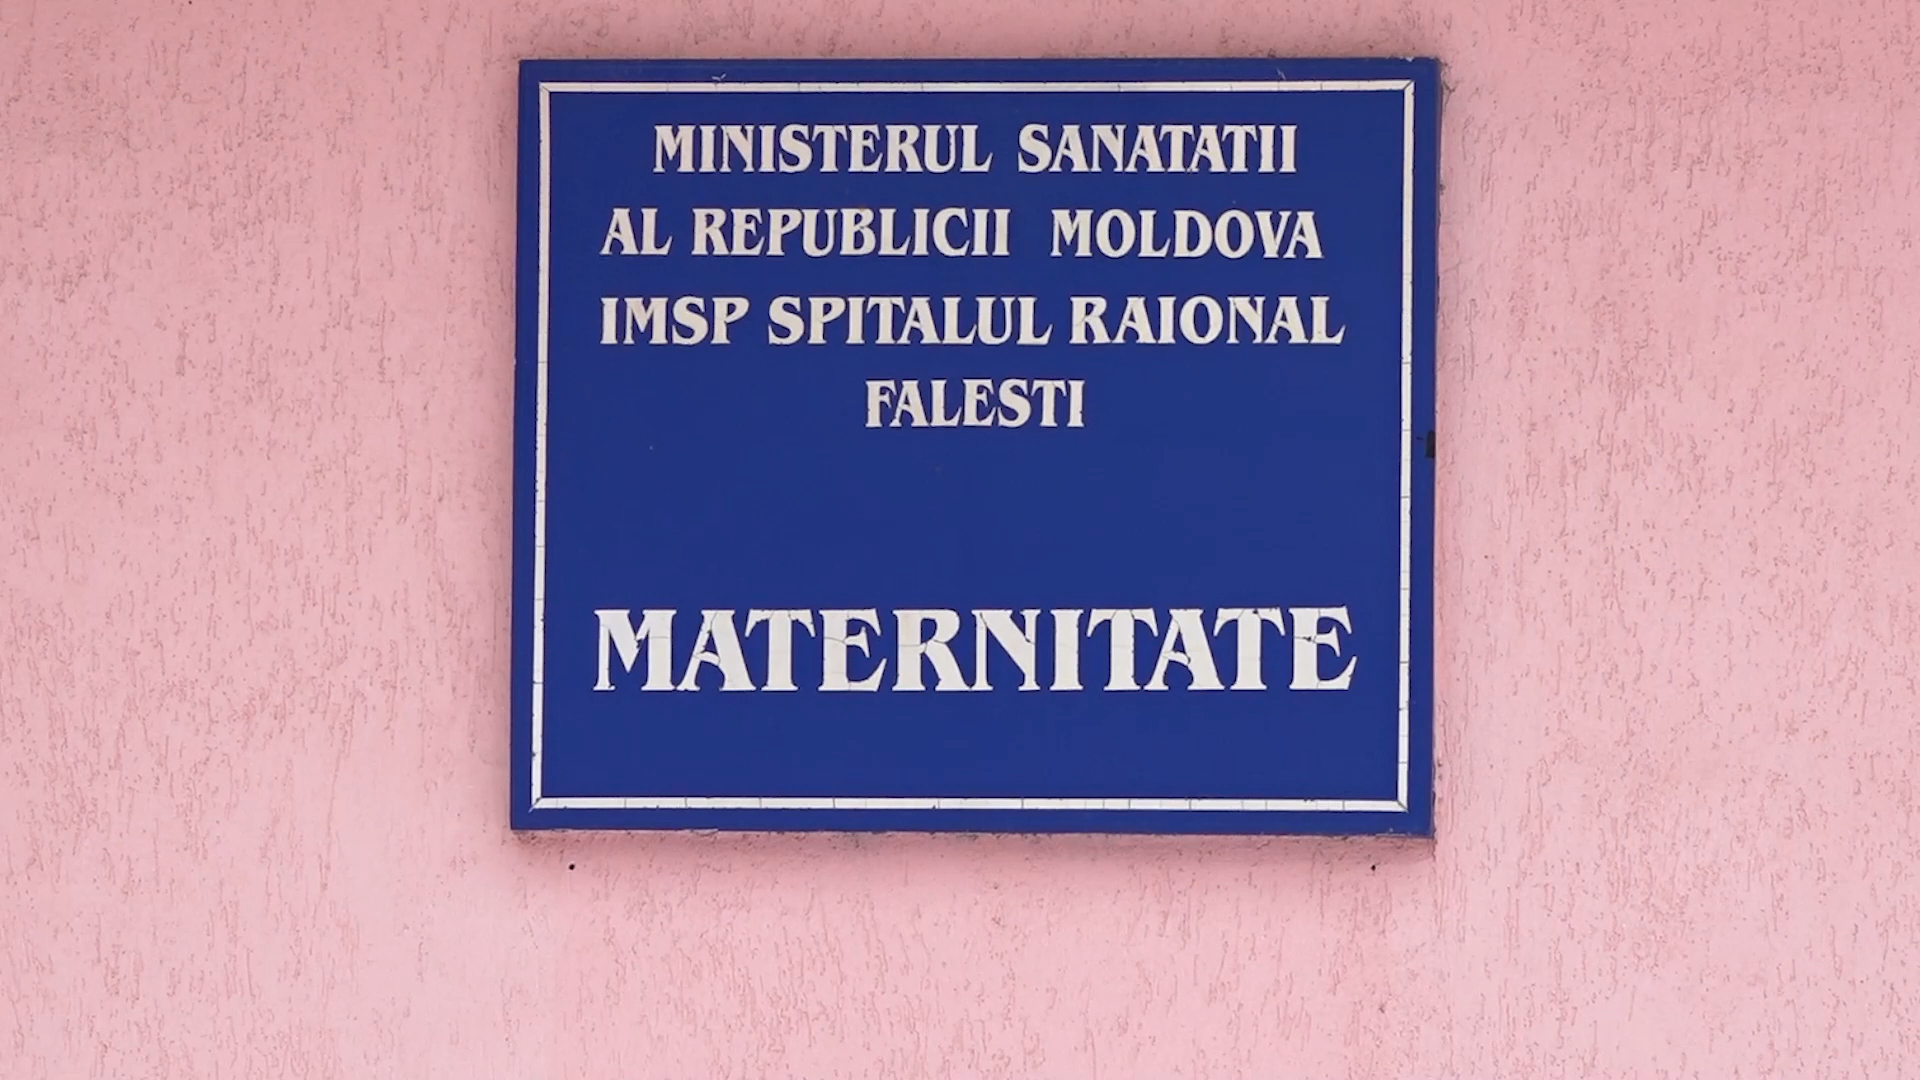 MINISTERUL SANATATII
AL REPUBLICII MOLDOVA
IMSP SPITALUL RAIONAL
FALESTI
MATERNITATE